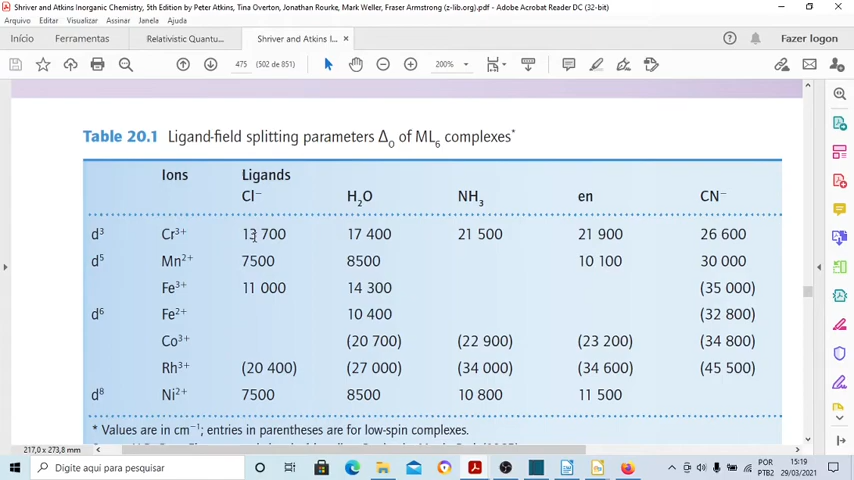 Shriver and Atkins Inorganic Chemistry, 5th Edition by Peter Atkins, Tina Overton, Jonathan Rourke, Mark Weller, Fraser Armstrong (z-lib.org).pdf - Adobe Acrobat Reader DC (32-bit)
Arquivo Editar Visualizar Assinar Janela Ajuda
Início Ferramentas Relativistic Quantu... Shriver and Atkins I... × Fazer logon
475 (502 de 851) 200%
Table 20.1 Ligand-field splitting parameters Δ₀ of ML₆ complexes*
Ions Ligands
Cl⁻ H₂O NH₃ en CN⁻
d³ Cr³⁺ 13 700 17 400 21 500 21 900 26 600
d⁵ Mn²⁺ 7500 8500 10 100 30 000
Fe³⁺ 11 000 14 300 (35 000)
d⁶ Fe²⁺ 10 400 (32 800)
Co³⁺ (20 700) (22 900) (23 200) (34 800)
Rh³⁺ (20 400) (27 000) (34 000) (34 600) (45 500)
d⁸ Ni²⁺ 7500 8500 10 800 11 500
* Values are in cm⁻¹; entries in parentheses are for low-spin complexes.
217,0 x 273,8 mm
Digite aqui para pesquisar
POR 15:19
PTB2 29/03/2021